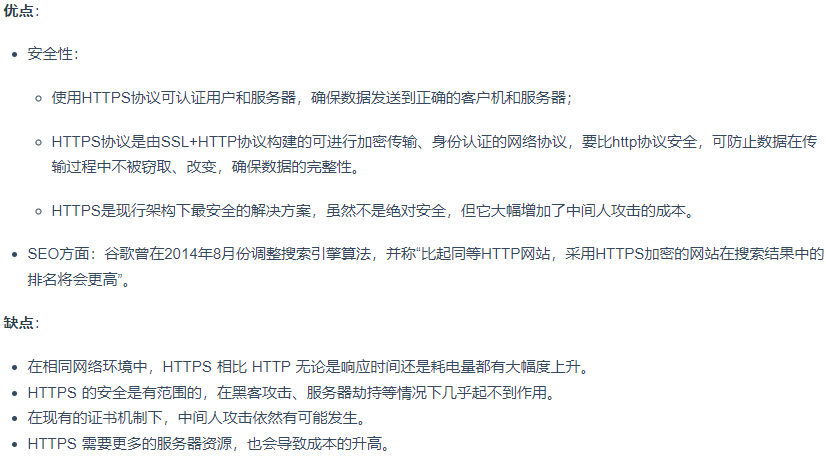 优点：
安全性：
使用HTTPS协议可认证用户和服务器，确保数据发送到正确的客户机和服务器；
HTTPS协议是由SSL+HTTP协议构建的可进行加密传输、身份认证的网络协议，要比http协议安全，可防止数据在传
输过程中不被窃取、改变，确保数据的完整性。
HTTPS是现行架构下最安全的解决方案，虽然不是绝对安全，但它大幅增加了中间人攻击的成本。
SEO方面：谷歌曾在2014年8月份调整搜索引擎算法，并称“比起同等HTTP网站，采用HTTPS加密的网站在搜索结果中的
排名将会更高”。
缺点：
在相同网络环境中，HTTPS 相比 HTTP 无论是响应时间还是耗电量都有大幅度上升。
HTTPS 的安全是有范围的，在黑客攻击、服务器劫持等情况下几乎起不到作用。
在现有的证书机制下，中间人攻击依然有可能发生。
HTTPS 需要更多的服务器资源，也会导致成本的升高。